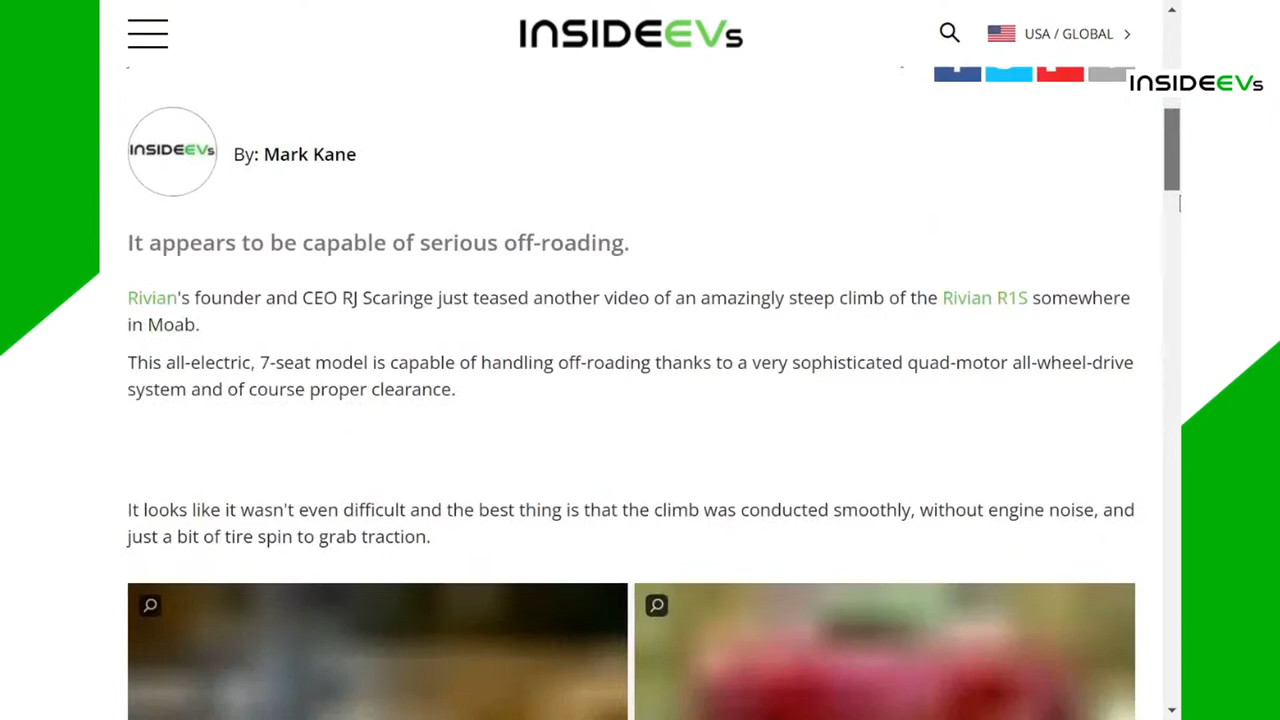 INSIDEEVs
USA / GLOBAL
INSIDEEVs
INSIDEEVs
By: Mark Kane
It appears to be capable of serious off-roading.
Rivian's founder and CEO RJ Scaringe just teased another video of an amazingly steep climb of the Rivian R1S somewhere
in Moab.
This all-electric, 7-seat model is capable of handling off-roading thanks to a very sophisticated quad-motor all-wheel-drive
system and of course proper clearance.
It looks like it wasn't even difficult and the best thing is that the climb was conducted smoothly, without engine noise, and
just a bit of tire spin to grab traction.